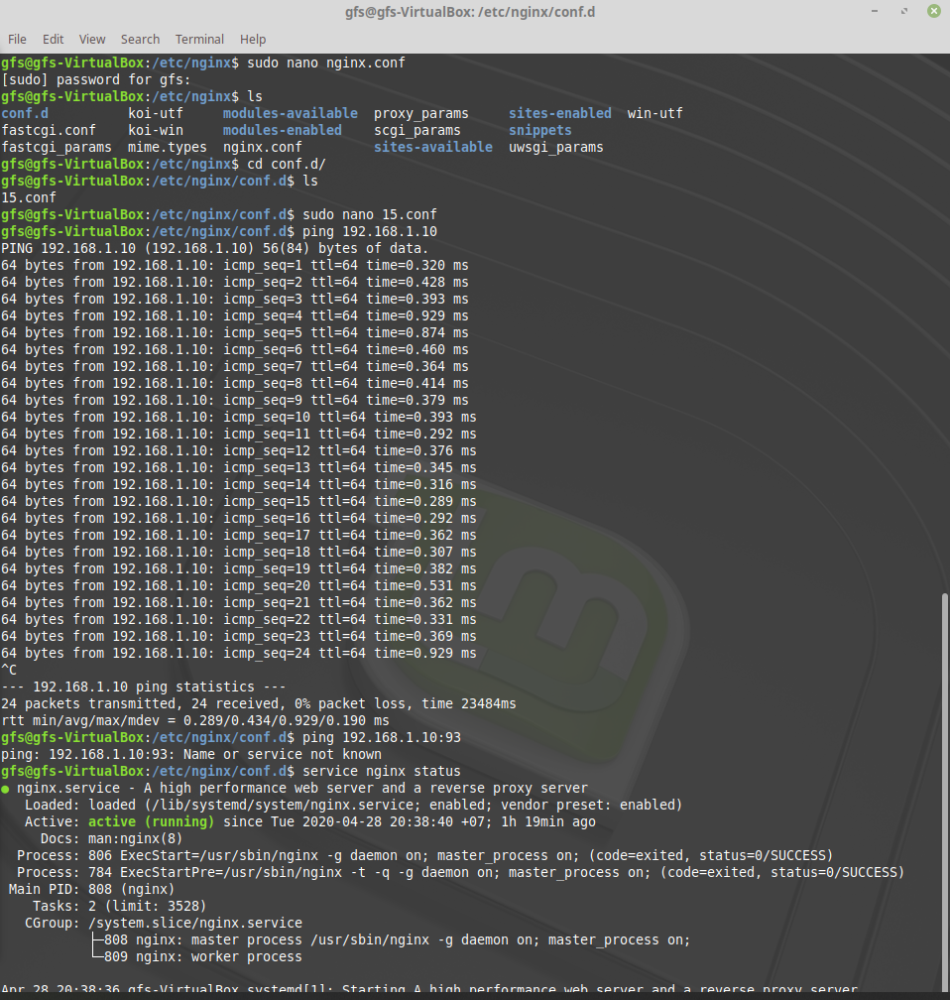 gfs@gfs-VirtualBox: /etc/nginx/conf.d
File Edit View Search Terminal Help
gfs@gfs-VirtualBox:/etc/nginx$ sudo nano nginx.conf
[sudo] password for gfs:
gfs@gfs-VirtualBox:/etc/nginx$ ls
conf.d          koi-utf     modules-available  proxy_params     sites-enabled  win-utf
fastcgi.conf    koi-win     modules-enabled    scgi_params      snippets
fastcgi_params  mime.types  nginx.conf         sites-available  uwsgi_params
gfs@gfs-VirtualBox:/etc/nginx$ cd conf.d/
gfs@gfs-VirtualBox:/etc/nginx/conf.d$ ls
15.conf
gfs@gfs-VirtualBox:/etc/nginx/conf.d$ sudo nano 15.conf
gfs@gfs-VirtualBox:/etc/nginx/conf.d$ ping 192.168.1.10
PING 192.168.1.10 (192.168.1.10) 56(84) bytes of data.
64 bytes from 192.168.1.10: icmp_seq=1 ttl=64 time=0.320 ms
64 bytes from 192.168.1.10: icmp_seq=2 ttl=64 time=0.428 ms
64 bytes from 192.168.1.10: icmp_seq=3 ttl=64 time=0.393 ms
64 bytes from 192.168.1.10: icmp_seq=4 ttl=64 time=0.929 ms
64 bytes from 192.168.1.10: icmp_seq=5 ttl=64 time=0.874 ms
64 bytes from 192.168.1.10: icmp_seq=6 ttl=64 time=0.460 ms
64 bytes from 192.168.1.10: icmp_seq=7 ttl=64 time=0.364 ms
64 bytes from 192.168.1.10: icmp_seq=8 ttl=64 time=0.414 ms
64 bytes from 192.168.1.10: icmp_seq=9 ttl=64 time=0.379 ms
64 bytes from 192.168.1.10: icmp_seq=10 ttl=64 time=0.393 ms
64 bytes from 192.168.1.10: icmp_seq=11 ttl=64 time=0.292 ms
64 bytes from 192.168.1.10: icmp_seq=12 ttl=64 time=0.376 ms
64 bytes from 192.168.1.10: icmp_seq=13 ttl=64 time=0.345 ms
64 bytes from 192.168.1.10: icmp_seq=14 ttl=64 time=0.316 ms
64 bytes from 192.168.1.10: icmp_seq=15 ttl=64 time=0.289 ms
64 bytes from 192.168.1.10: icmp_seq=16 ttl=64 time=0.292 ms
64 bytes from 192.168.1.10: icmp_seq=17 ttl=64 time=0.362 ms
64 bytes from 192.168.1.10: icmp_seq=18 ttl=64 time=0.307 ms
64 bytes from 192.168.1.10: icmp_seq=19 ttl=64 time=0.382 ms
64 bytes from 192.168.1.10: icmp_seq=20 ttl=64 time=0.531 ms
64 bytes from 192.168.1.10: icmp_seq=21 ttl=64 time=0.362 ms
64 bytes from 192.168.1.10: icmp_seq=22 ttl=64 time=0.331 ms
64 bytes from 192.168.1.10: icmp_seq=23 ttl=64 time=0.369 ms
64 bytes from 192.168.1.10: icmp_seq=24 ttl=64 time=0.929 ms
^C
--- 192.168.1.10 ping statistics ---
24 packets transmitted, 24 received, 0% packet loss, time 23484ms
rtt min/avg/max/mdev = 0.289/0.434/0.929/0.190 ms
gfs@gfs-VirtualBox:/etc/nginx/conf.d$ ping 192.168.1.10:93
ping: 192.168.1.10:93: Name or service not known
gfs@gfs-VirtualBox:/etc/nginx/conf.d$ service nginx status
● nginx.service - A high performance web server and a reverse proxy server
   Loaded: loaded (/lib/systemd/system/nginx.service; enabled; vendor preset: enabled)
   Active: active (running) since Tue 2020-04-28 20:38:40 +07; 1h 19min ago
     Docs: man:nginx(8)
  Process: 806 ExecStart=/usr/sbin/nginx -g daemon on; master_process on; (code=exited, status=0/SUCCESS)
  Process: 784 ExecStartPre=/usr/sbin/nginx -t -q -g daemon on; master_process on; (code=exited, status=0/SUCCESS)
 Main PID: 808 (nginx)
    Tasks: 2 (limit: 3528)
   CGroup: /system.slice/nginx.service
           ├─808 nginx: master process /usr/sbin/nginx -g daemon on; master_process on;
           └─809 nginx: worker process
Apr 28 20:38:36 gfs-VirtualBox systemd[1]: Starting A high performance web server and a reverse proxy server